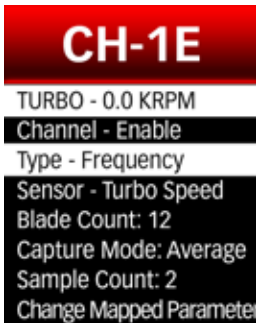 CH-1E
TURBO - 0.0 KRPM
Channel - Enable
Type - Frequency
Sensor - Turbo Speed
Blade Count: 12
Capture Mode: Average
Sample Count: 2
Change Mapped Parameter